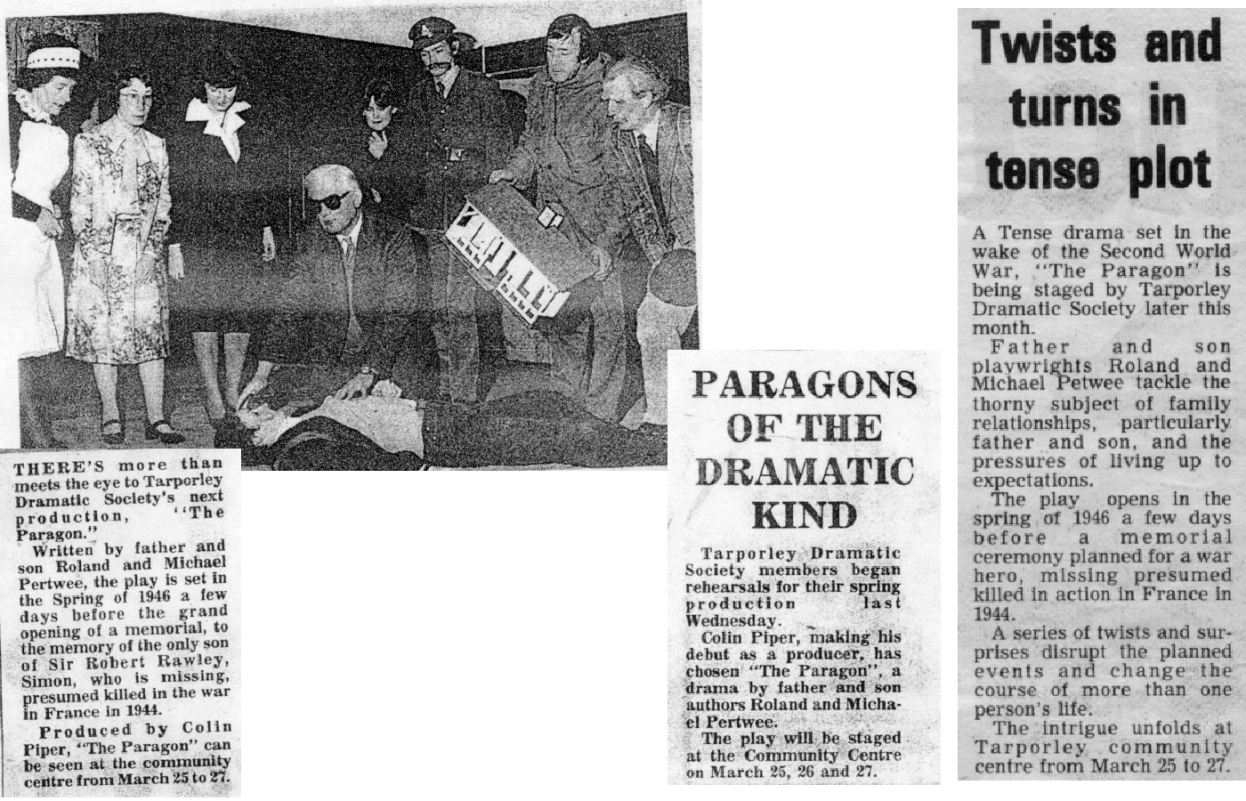 THERE'S more than
meets the eye to Tarporley
Dramatic Society's next
production, "The
Paragon."
Written by father and
son Roland and Michael
Pertwee, the play is set in
the Spring of 1946 a few
days before the grand
opening of a memorial, to
the memory of the only son
of Sir Robert Rawley,
Simon, who is missing,
presumed killed in the war
in France in 1944.
Produced by Colin
Piper, "The Paragon" can
be seen at the community
centre from March 25 to 27.
PARAGONS
OF THE
DRAMATIC
KIND
Tarporley Dramatic
Society members began
rehearsals for their spring
production last
Wednesday.
Colin Piper, making his
debut as a producer, has
chosen "The Paragon", a
drama by father and son
authors Roland and Micha-
el Pertwee.
The play will be staged
at the Community Centre
on March 25, 26 and 27.
Twists and
turns in
tense plot
A Tense drama set in the
wake of the Second World
War, "The Paragon" is
being staged by Tarporley
Dramatic Society later this
month.
Father and son
playwrights Roland and
Michael Petwee tackle the
thorny subject of family
relationships, particularly
father and son, and the
pressures of living up to
expectations.
The play opens in the
spring of 1946 a few days
before a memorial
ceremony planned for a war
hero, missing presumed
killed in action in France in
1944.
A series of twists and sur-
prises disrupt the planned
events and change the
course of more than one
person's life.
The intrigue unfolds at
Tarporley community
centre from March 25 to 27.